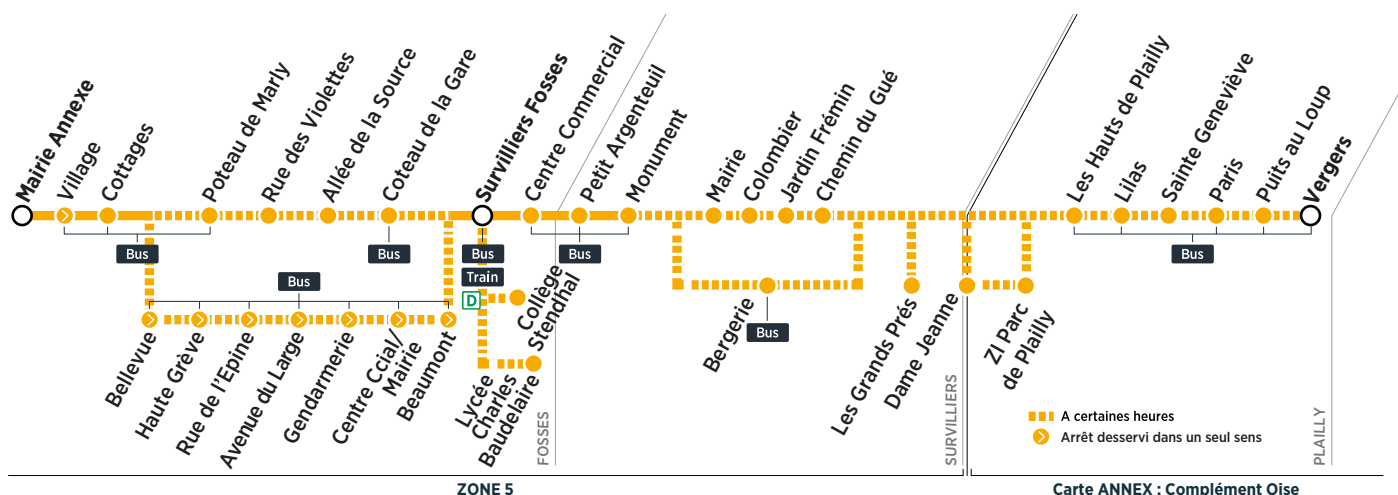 Mairie Annexe
Village
Cottages
Poteau de Marly
Rue des Violettes
Allée de la Source
Coteau de la Gare
Survilliers Fosses
Centre Commercial
Petit Argenteuil
Monument
Mairie
Colombier
Jardin Frémin
Chemin du Gué
Les Hauts de Plailly
Lilas
Sainte Geneviève
Paris
Puits au Loup
Vergers
Bus
Bus
Bus
Bus
Bus
Train
D
Bus
Bellevue
Haute Grève
Rue de l'Epine
Avenue du Large
Gendarmerie
Centre Ccial/
Mairie
Beaumont
Collège
Stendhal
Lycée
Charles
Baudelaire
Bergerie
Bus
Les Grands Prés
Dame Jeanne
ZI Parc
de Plailly
FOSSES
SURVILLIERS
PLAILLY
A certaines heures
Arrêt desservi dans un seul sens
ZONE 5
Carte ANNEX : Complément Oise